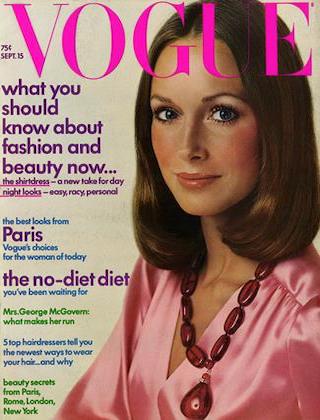 VOGUE
75¢
SEPT. 15
what you
should
know about
fashion and
beauty now...
the shirtdress – a new take for day
night looks – easy, racy, personal
the best looks from
Paris
Vogue's choices
for the woman of today
the no-diet diet
you've been waiting for
Mrs. George McGovern:
what makes her run
5 top hairdressers tell you
the newest ways to wear
your hair...and why
beauty secrets
from Paris,
Rome, London,
New York